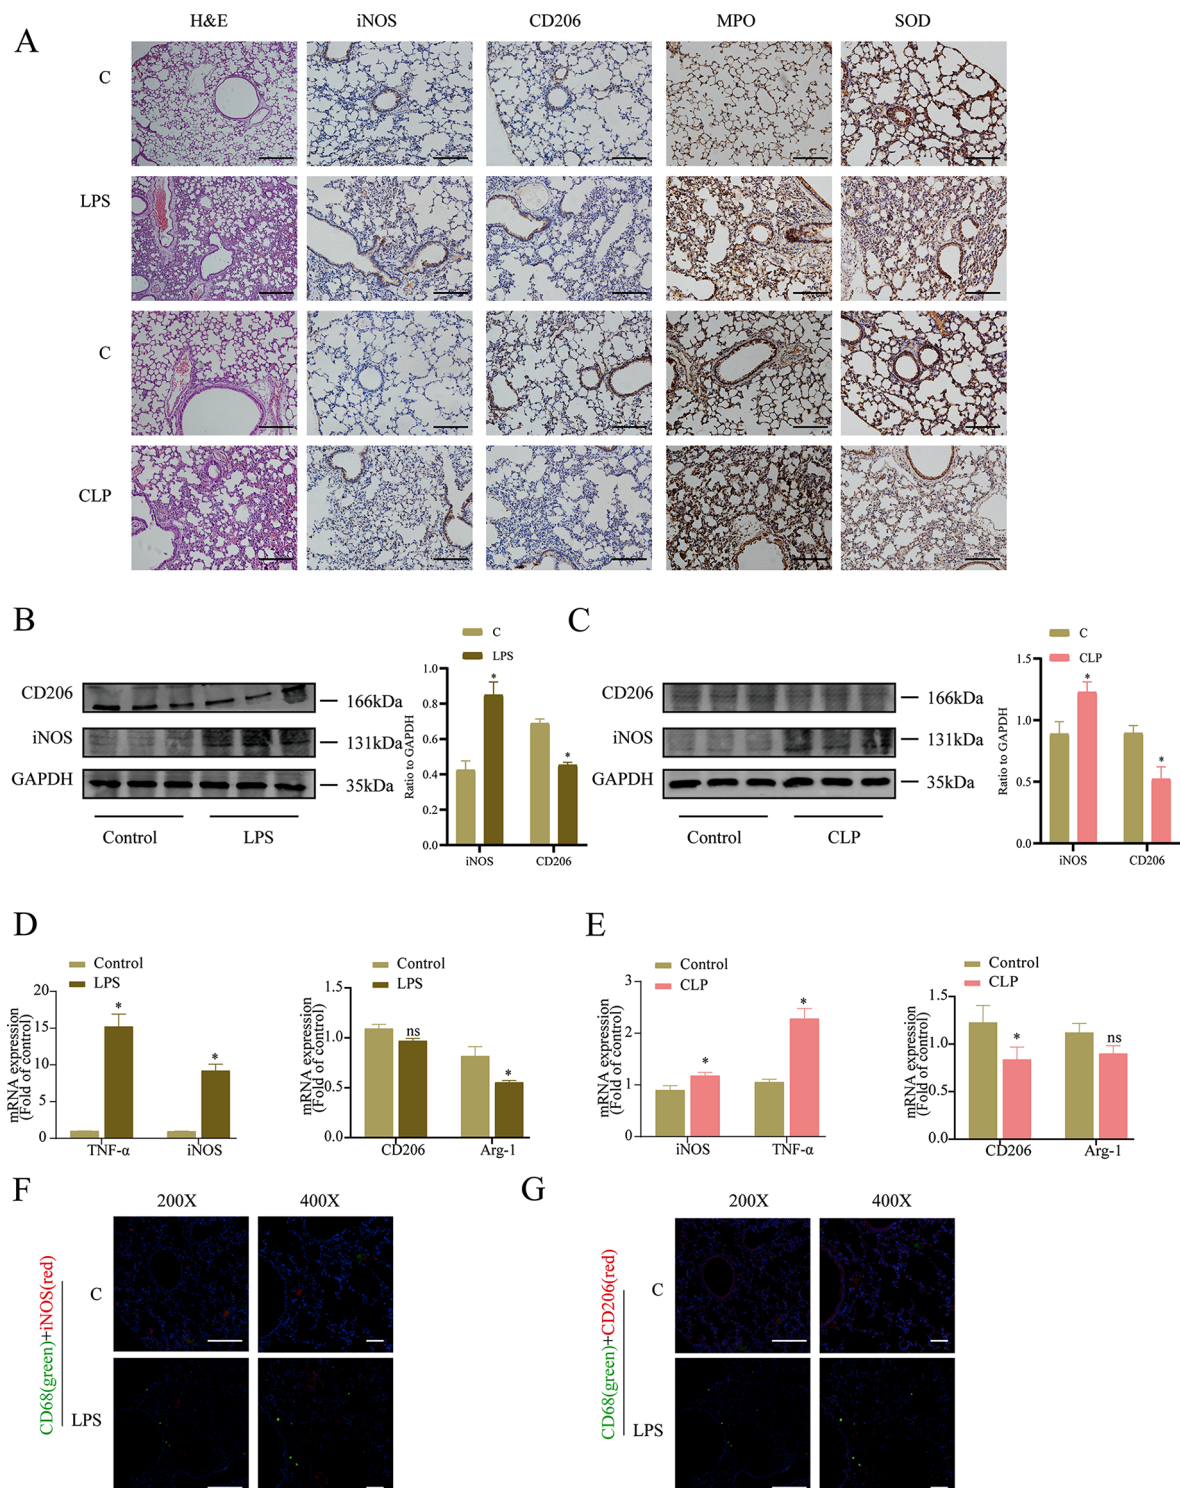 A
H&E iNOS CD206 MPO SOD
C
LPS
C
CLP
B
C
LPS
CD206
166kDa
iNOS
131kDa
GAPDH
35kDa
Control LPS
Ratio to GAPDH
1.0
0.8
0.6
0.4
0.2
0.0
* *
iNOS CD206
C
C
CLP
CD206
166kDa
iNOS
131kDa
GAPDH
35kDa
Control CLP
Ratio to GAPDH
1.5
1.0
0.5
0.0
* *
iNOS CD206
D
Control
LPS
mRNA expression
(Fold of control)
20
15
10
5
0
* *
TNF-α iNOS
Control
LPS
mRNA expression
(Fold of control)
1.5
1.0
0.5
0.0
ns *
CD206 Arg-1
E
Control
CLP
mRNA expression
(Fold of control)
3
2
1
0
* *
iNOS TNF-α
Control
CLP
mRNA expression
(Fold of control)
1.5
1.0
0.5
0.0
* ns
CD206 Arg-1
F
200X 400X
CD68(green)+iNOS(red)
C
LPS
G
200X 400X
CD68(green)+CD206(red)
C
LPS